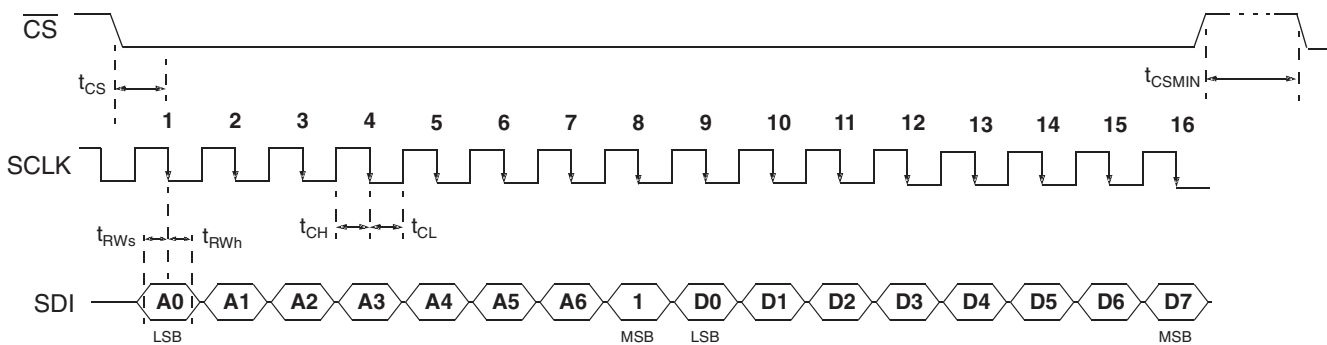 CS
tCS
tCSMIN
1 2 3 4 5 6 7 8 9 10 11 12 13 14 15 16
SCLK
tRWs tRWh tCH tCL
SDI A0 A1 A2 A3 A4 A5 A6 1 D0 D1 D2 D3 D4 D5 D6 D7
LSB MSB LSB MSB